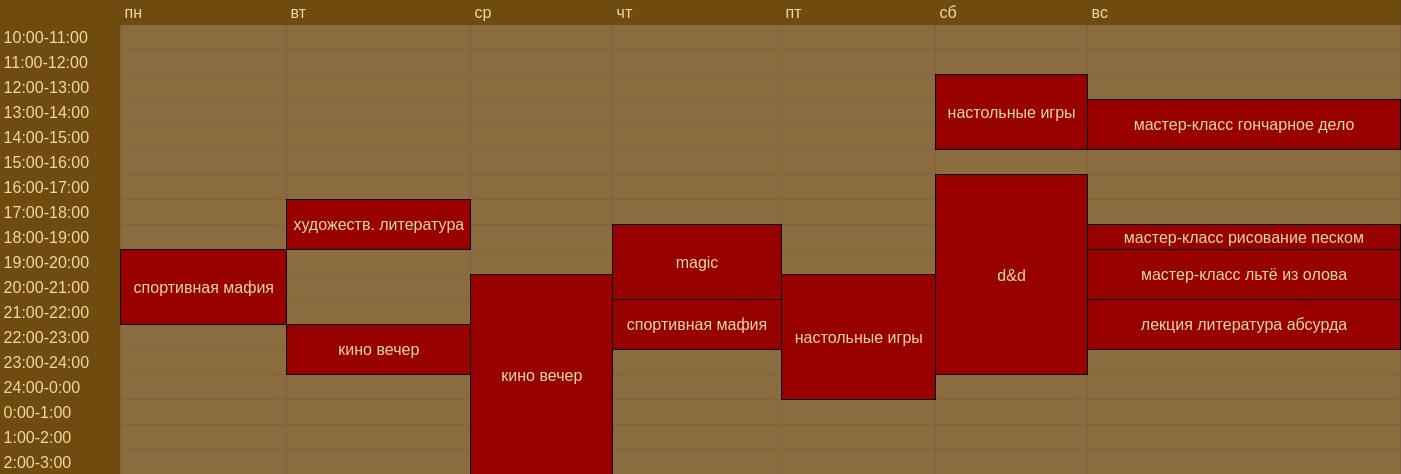 пн вт ср чт пт сб вс
10:00-11:00
11:00-12:00
12:00-13:00
13:00-14:00 настольные игры
мастер-класс гончарное дело
14:00-15:00
15:00-16:00
16:00-17:00
17:00-18:00
художеств. литература
18:00-19:00 мастер-класс рисование песком
19:00-20:00 magic
d&d
мастер-класс льтё из олова
20:00-21:00 спортивная мафия
21:00-22:00
спортивная мафия
лекция литература абсурда
22:00-23:00 настольные игры
кино вечер
23:00-24:00
кино вечер
24:00-0:00
0:00-1:00
1:00-2:00
2:00-3:00